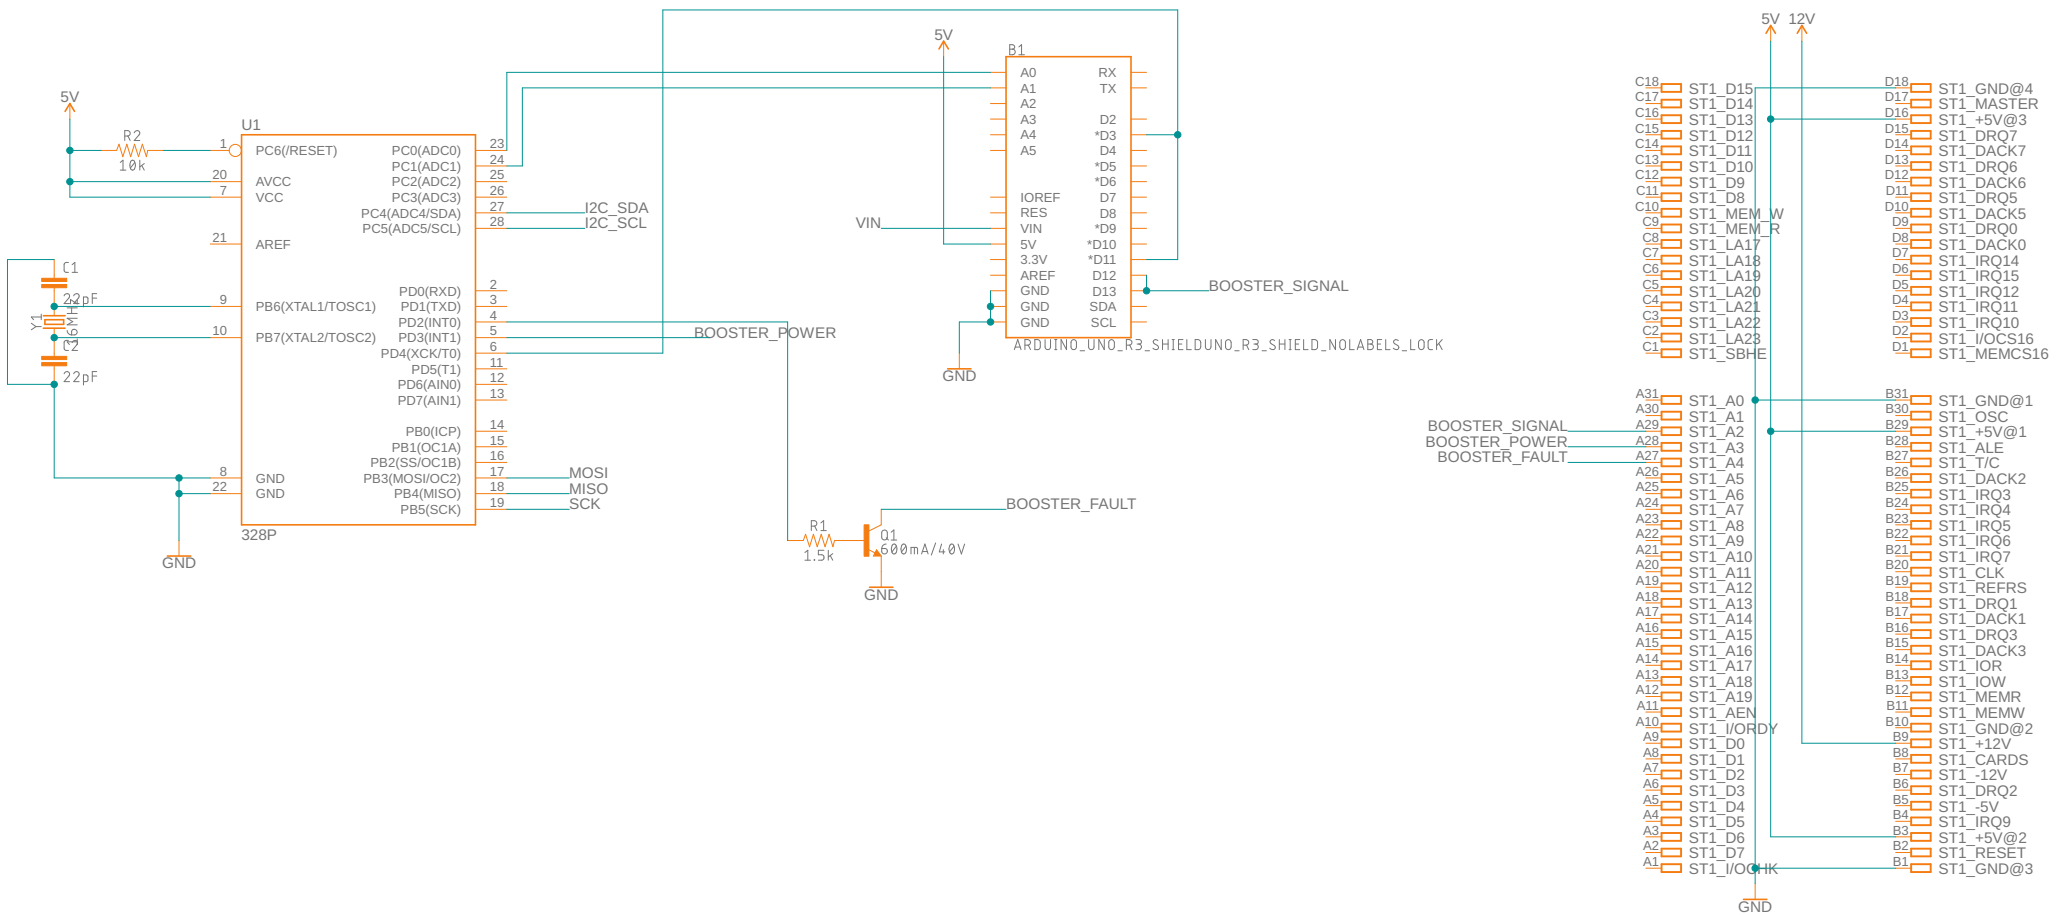 5V
R2
10k
U1
1 PC6(/RESET)
20 AVCC
7 VCC
21 AREF
9 PB6(XTAL1/TOSC1)
10 PB7(XTAL2/TOSC2)
8 GND
22 GND
PC0(ADC0) 23
PC1(ADC1) 24
PC2(ADC2) 25
PC3(ADC3) 26
PC4(ADC4/SDA) 27 I2C_SDA
PC5(ADC5/SCL) 28 I2C_SCL
PD0(RXD) 2
PD1(TXD) 3
PD2(INT0) 4
PD3(INT1) 5 BOOSTER_POWER
PD4(XCK/T0) 6
PD5(T1) 11
PD6(AIN0) 12
PD7(AIN1) 13
PB0(ICP) 14
PB1(OC1A) 15
PB2(SS/OC1B) 16
PB3(MOSI/OC2) 17 MOSI
PB4(MISO) 18 MISO
PB5(SCK) 19 SCK
328P
C1
22pF
Y1
16MHz
C2
22pF
GND
R1
1.5k
Q1
600mA/40V
BOOSTER_FAULT
GND
5V
B1
A0 RX
A1 TX
A2
A3 D2
A4 *D3
A5 D4
*D5
*D6
IOREF D7
RES D8
VIN VIN *D9
5V *D10
3.3V *D11
AREF D12
GND D13 BOOSTER_SIGNAL
GND SDA
GND SCL
ARDUINO_UNO_R3_SHIELDUNO_R3_SHIELD_NOLABELS_LOCK
GND
5V 12V
C18 ST1_D15
C17 ST1_D14
C16 ST1_D13
C15 ST1_D12
C14 ST1_D11
C13 ST1_D10
C12 ST1_D9
C11 ST1_D8
C10 ST1_MEM_W
C9 ST1_MEM_R
C8 ST1_LA17
C7 ST1_LA18
C6 ST1_LA19
C5 ST1_LA20
C4 ST1_LA21
C3 ST1_LA22
C2 ST1_LA23
C1 ST1_SBHE
D18 ST1_GND@4
D17 ST1_MASTER
D16 ST1_+5V@3
D15 ST1_DRQ7
D14 ST1_DACK7
D13 ST1_DRQ6
D12 ST1_DACK6
D11 ST1_DRQ5
D10 ST1_DACK5
D9 ST1_DRQ0
D8 ST1_DACK0
D7 ST1_IRQ14
D6 ST1_IRQ15
D5 ST1_IRQ12
D4 ST1_IRQ11
D3 ST1_IRQ10
D2 ST1_I/OCS16
D1 ST1_MEMCS16
A31 ST1_A0
A30 ST1_A1
BOOSTER_SIGNAL A29 ST1_A2
BOOSTER_POWER A28 ST1_A3
BOOSTER_FAULT A27 ST1_A4
A26 ST1_A5
A25 ST1_A6
A24 ST1_A7
A23 ST1_A8
A22 ST1_A9
A21 ST1_A10
A20 ST1_A11
A19 ST1_A12
A18 ST1_A13
A17 ST1_A14
A16 ST1_A15
A15 ST1_A16
A14 ST1_A17
A13 ST1_A18
A12 ST1_A19
A11 ST1_AEN
A10 ST1_I/ORDY
A9 ST1_D0
A8 ST1_D1
A7 ST1_D2
A6 ST1_D3
A5 ST1_D4
A4 ST1_D5
A3 ST1_D6
A2 ST1_D7
A1 ST1_I/OCHK
B31 ST1_GND@1
B30 ST1_OSC
B29 ST1_+5V@1
B28 ST1_ALE
B27 ST1_T/C
B26 ST1_DACK2
B25 ST1_IRQ3
B24 ST1_IRQ4
B23 ST1_IRQ5
B22 ST1_IRQ6
B21 ST1_IRQ7
B20 ST1_CLK
B19 ST1_REFRS
B18 ST1_DRQ1
B17 ST1_DACK1
B16 ST1_DRQ3
B15 ST1_DACK3
B14 ST1_IOR
B13 ST1_IOW
B12 ST1_MEMR
B11 ST1_MEMW
B10 ST1_GND@2
B9 ST1_+12V
B8 ST1_CARDS
B7 ST1_-12V
B6 ST1_DRQ2
B5 ST1_-5V
B4 ST1_IRQ9
B3 ST1_+5V@2
B2 ST1_RESET
B1 ST1_GND@3
GND